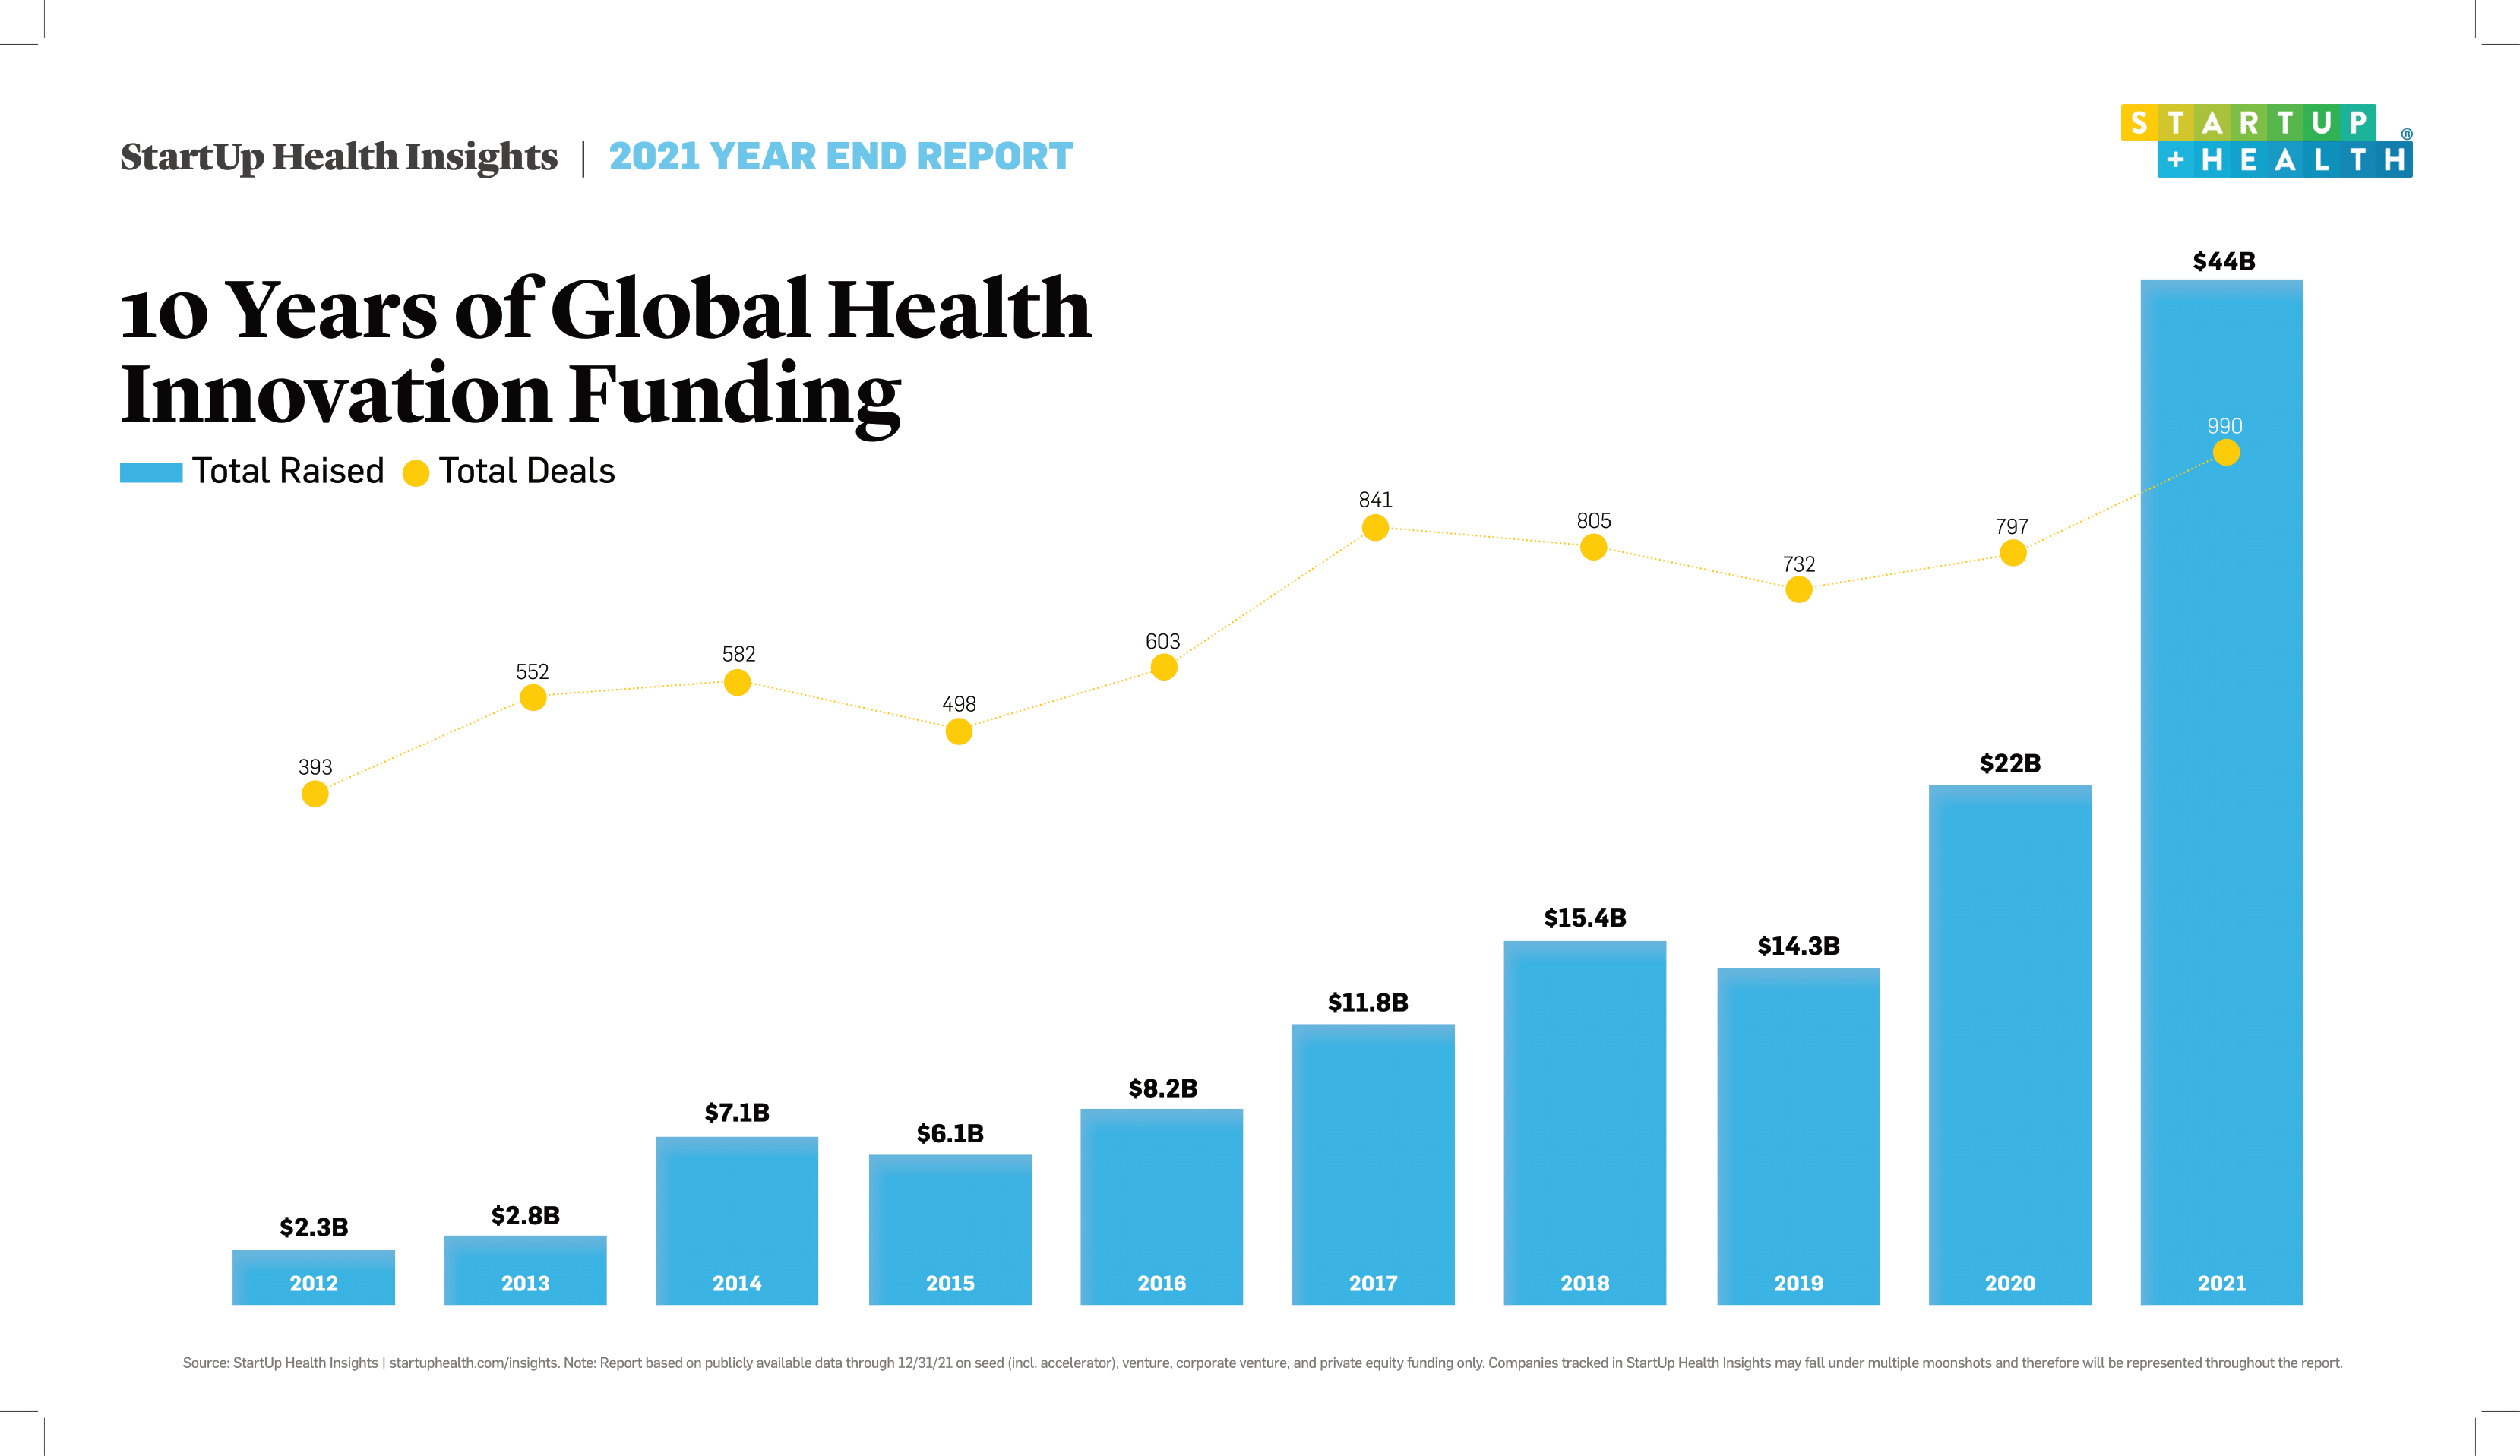 StartUp Health Insights | 2021 YEAR END REPORT
STARTUP
+HEALTH®
10 Years of Global Health
Innovation Funding
Total Raised Total Deals
393
552
582
498
603
841
805
732
797
990
$2.3B
$2.8B
$7.1B
$6.1B
$8.2B
$11.8B
$15.4B
$14.3B
$22B
$44B
2012
2013
2014
2015
2016
2017
2018
2019
2020
2021
Source: StartUp Health Insights | startuphealth.com/insights. Note: Report based on publicly available data through 12/31/21 on seed (incl. accelerator), venture, corporate venture, and private equity funding only. Companies tracked in StartUp Health Insights may fall under multiple moonshots and therefore will be represented throughout the report.